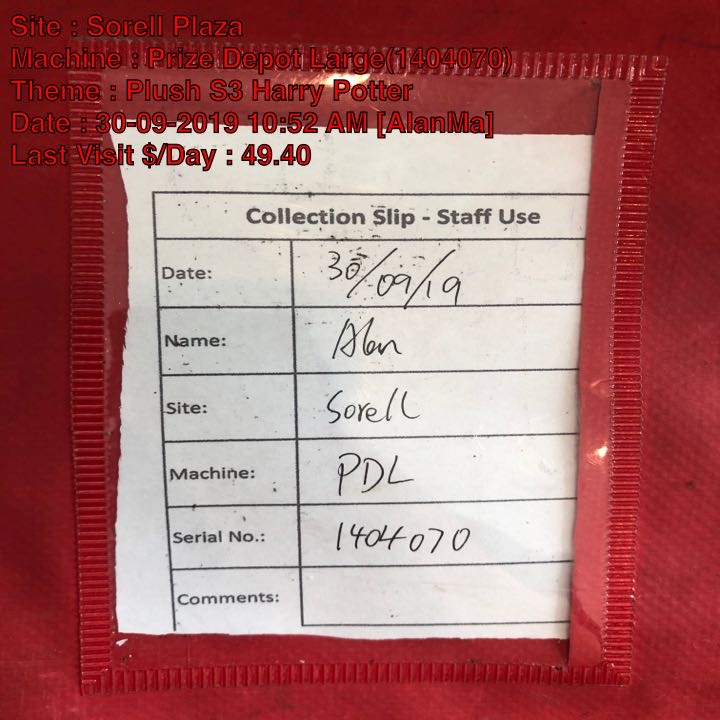 Site : Sorell Plaza
Machine : Prize Depot Large(1404070)
Theme : Plush S3 Harry Potter
Date : 30-09-2019 10:52 AM [AlanMa]
Last Visit $/Day : 49.40
Collection Slip - Staff Use
Date: 30/09/19
Name: Alan
Site: Sorell
Machine: PDL
Serial No.: 1404070
Comments: